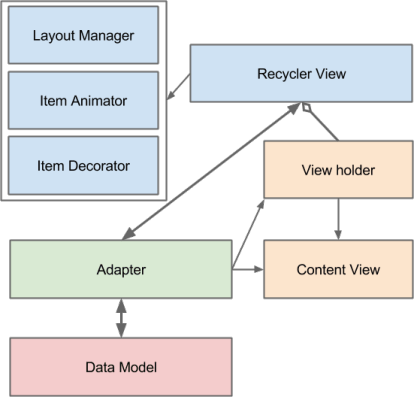 Layout Manager
Recycler View
Item Animator
Item Decorator
View holder
Adapter
Content View
Data Model